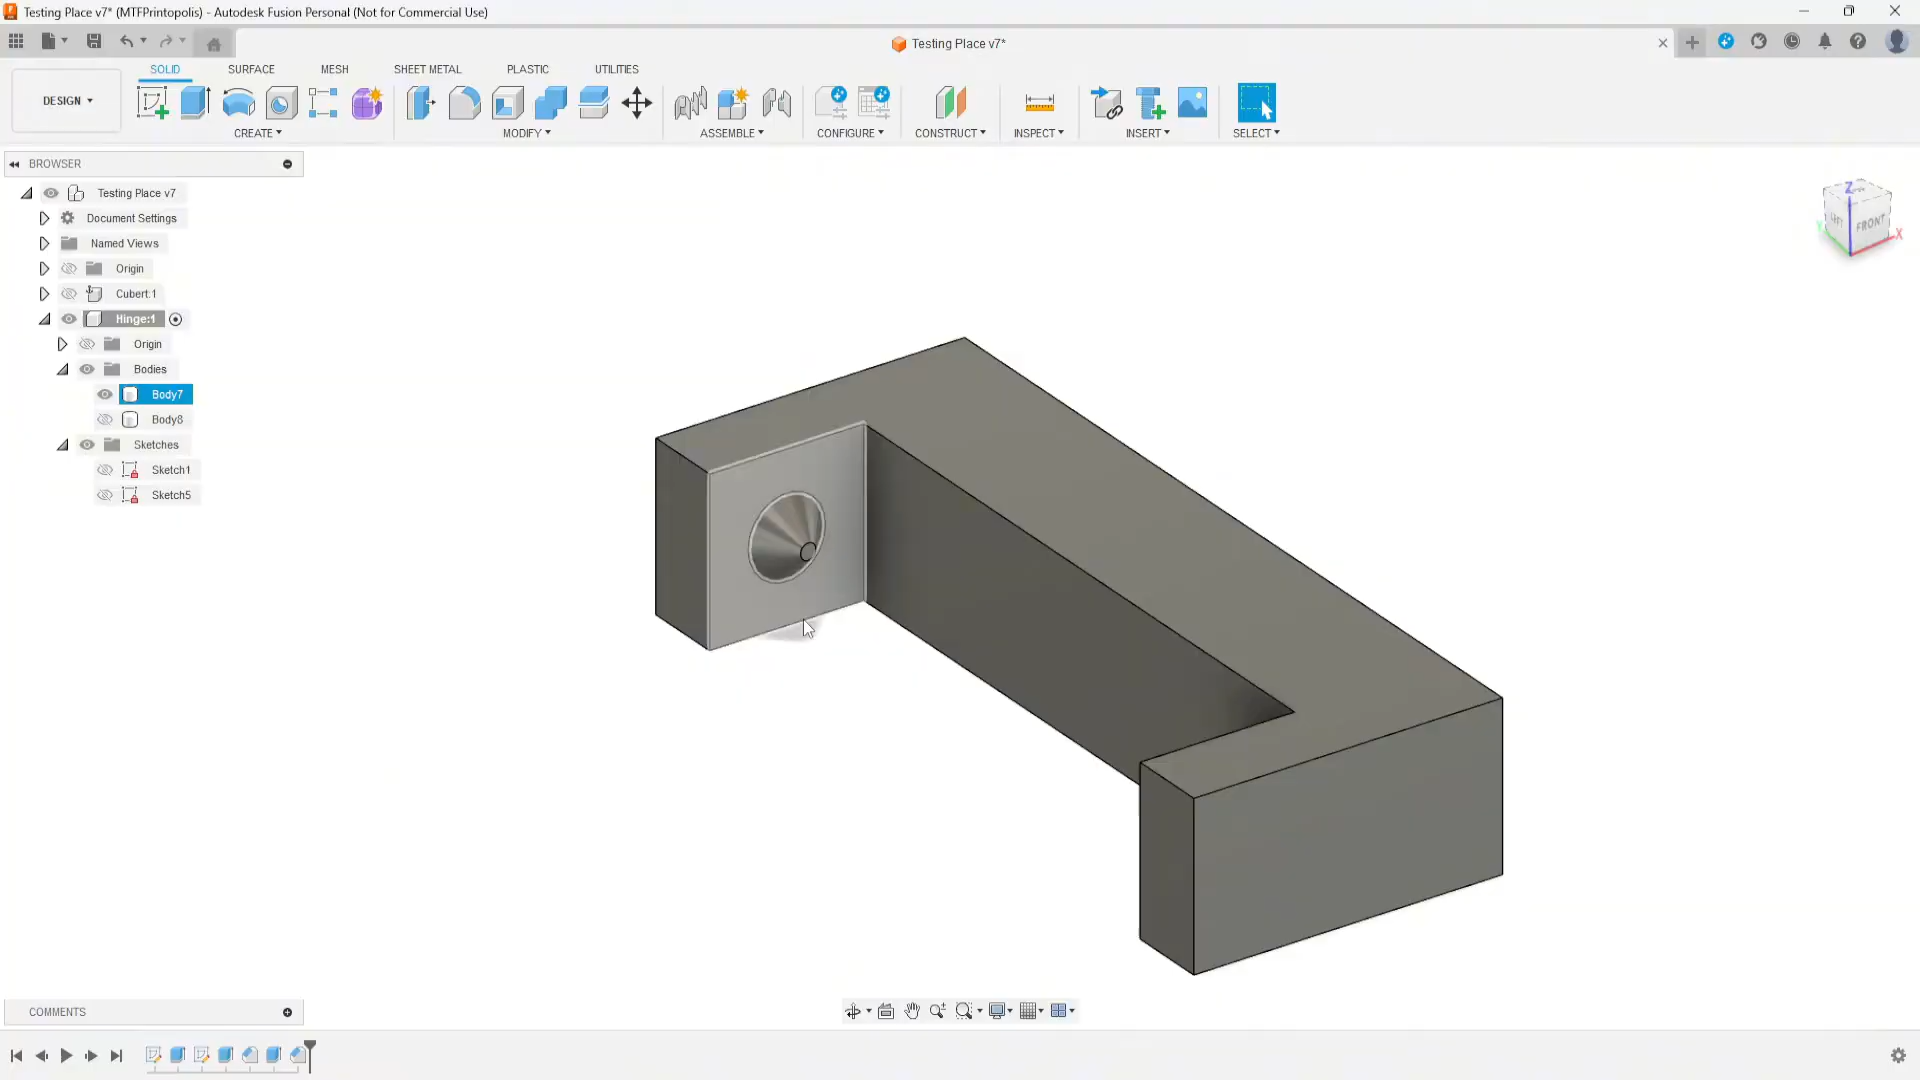 Testing Place v7* (MTFPrintopolis) - Autodesk Fusion Personal (Not for Commercial Use)
Testing Place v7*
SOLID SURFACE MESH SHEET METAL PLASTIC UTILITIES
DESIGN
CREATE MODIFY ASSEMBLE CONFIGURE CONSTRUCT INSPECT INSERT SELECT
BROWSER
Testing Place v7
Document Settings
Named Views
Origin
Cubert:1
Hinge:1
Origin
Bodies
Body7
Body8
Sketches
Sketch1
Sketch5
Z
FRONT
X
COMMENTS